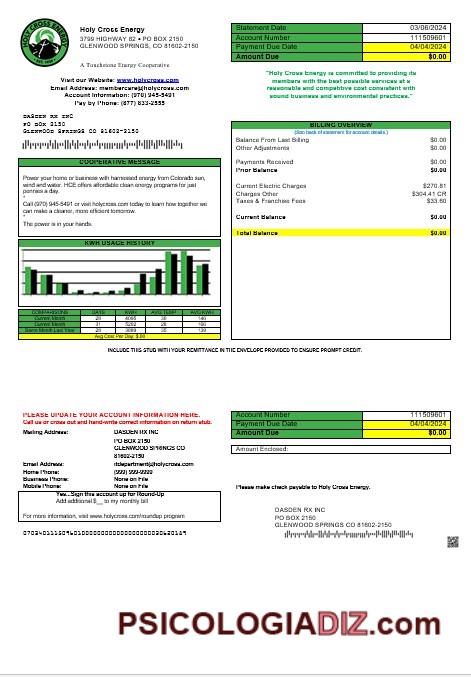 HOLY CROSS ENERGY
Holy Cross Energy
3799 HIGHWAY 82 • PO BOX 2150
GLENWOOD SPRINGS, CO 81602-2150
A Touchstone Energy Cooperative
Visit our Website: www.holycross.com
Email Address: membercare@holycross.com
Account Information: (970) 945-5491
Pay by Phone: (877) 833-2555
DASDEN RX INC
PO BOX 2150
GLENWOOD SPRINGS CO 81602-2150
Statement Date 03/06/2024
Account Number 111509601
Payment Due Date 04/04/2024
Amount Due $0.00
"Holy Cross Energy is committed to providing its
members with the best possible services at a
reasonable and competitive cost consistent with
sound business and environmental practices."
COOPERATIVE MESSAGE
Power your home or business with harnessed energy from Colorado sun,
wind and water. HCE offers affordable clean energy programs for just
pennies a day.
*
Call (970) 945-5491 or visit holycross.com today to learn how together we
can make a cleaner, more efficient tomorrow.
*
The power is in your hands.
KWH USAGE HISTORY
COMPARISONS DAYS KWH AVG TEMP AVG KWH
Current Month 28 4095 30 146
Current Month 31 5202 28 166
Same Month Last Year 28 3899 35 139
Avg Cost Per Day: $.00
BILLING OVERVIEW
(See back of statement for account details.)
Balance From Last Billing $0.00
Other Adjustments $0.00
Payments Received $0.00
Prior Balance $0.00
Current Electric Charges $270.81
Charges Other $304.41 CR
Taxes & Franchise Fees $33.60
Current Balance $0.00
Total Balance $0.00
INCLUDE THIS STUB WITH YOUR REMITTANCE IN THE ENVELOPE PROVIDED TO ENSURE PROMPT CREDIT.
PLEASE UPDATE YOUR ACCOUNT INFORMATION HERE.
Call us or cross out and hand-write correct information on return stub.
Mailing Address: DASDEN RX INC
PO BOX 2150
GLENWOOD SPRINGS CO
81602-2150
Email Address: itdepartment@holycross.com
Home Phone: (999) 999-9999
Business Phone: None on File
Mobile Phone: None on File
Yes...Sign this account up for Round-Up
Add additional $__ to my monthly bill
For more information, visit www.holycross.com/roundup program
Account Number 111509601
Payment Due Date 04/04/2024
Amount Due $0.00
Amount Enclosed:
Please make check payable to Holy Cross Energy.
DASDEN RX INC
PO BOX 2150
GLENWOOD SPRINGS CO 81602-2150
PSICOLOGIADIZ.com